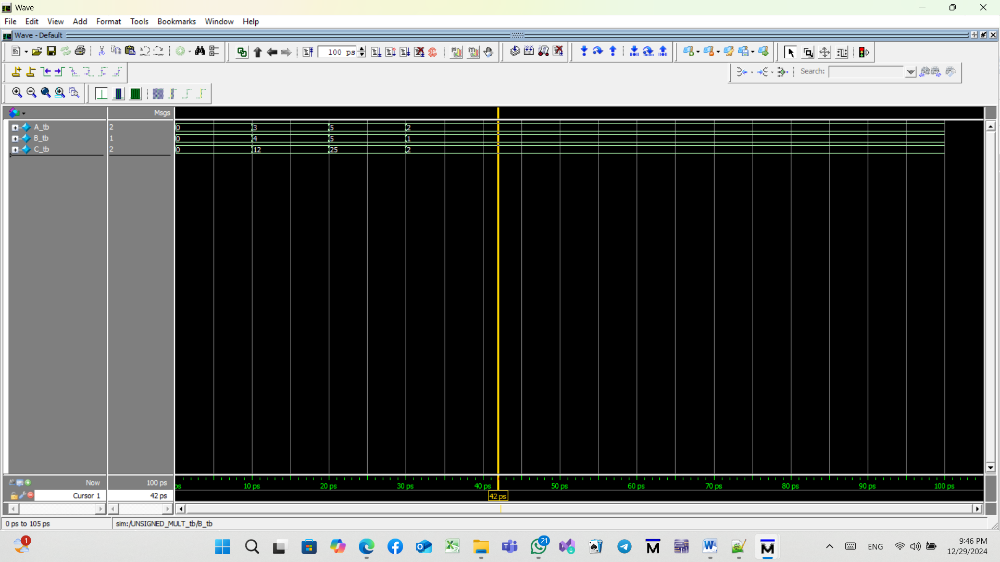 Wave
File Edit View Add Format Tools Bookmarks Window Help
Wave - Default
100 ps
Search:
Msgs
A_tb 2 0 3 5 2
B_tb 1 0 4 5 1
C_tb 2 0 12 25 2
Now 100 ps
ps 10 ps 20 ps 30 ps 40 ps 50 ps 60 ps 70 ps 80 ps 90 ps 100 ps
Cursor 1 42 ps 42 ps
0 ps to 105 ps sim:/UNSIGNED_MULT_tb/B_tb
1
21
ENG
9:46 PM
12/29/2024